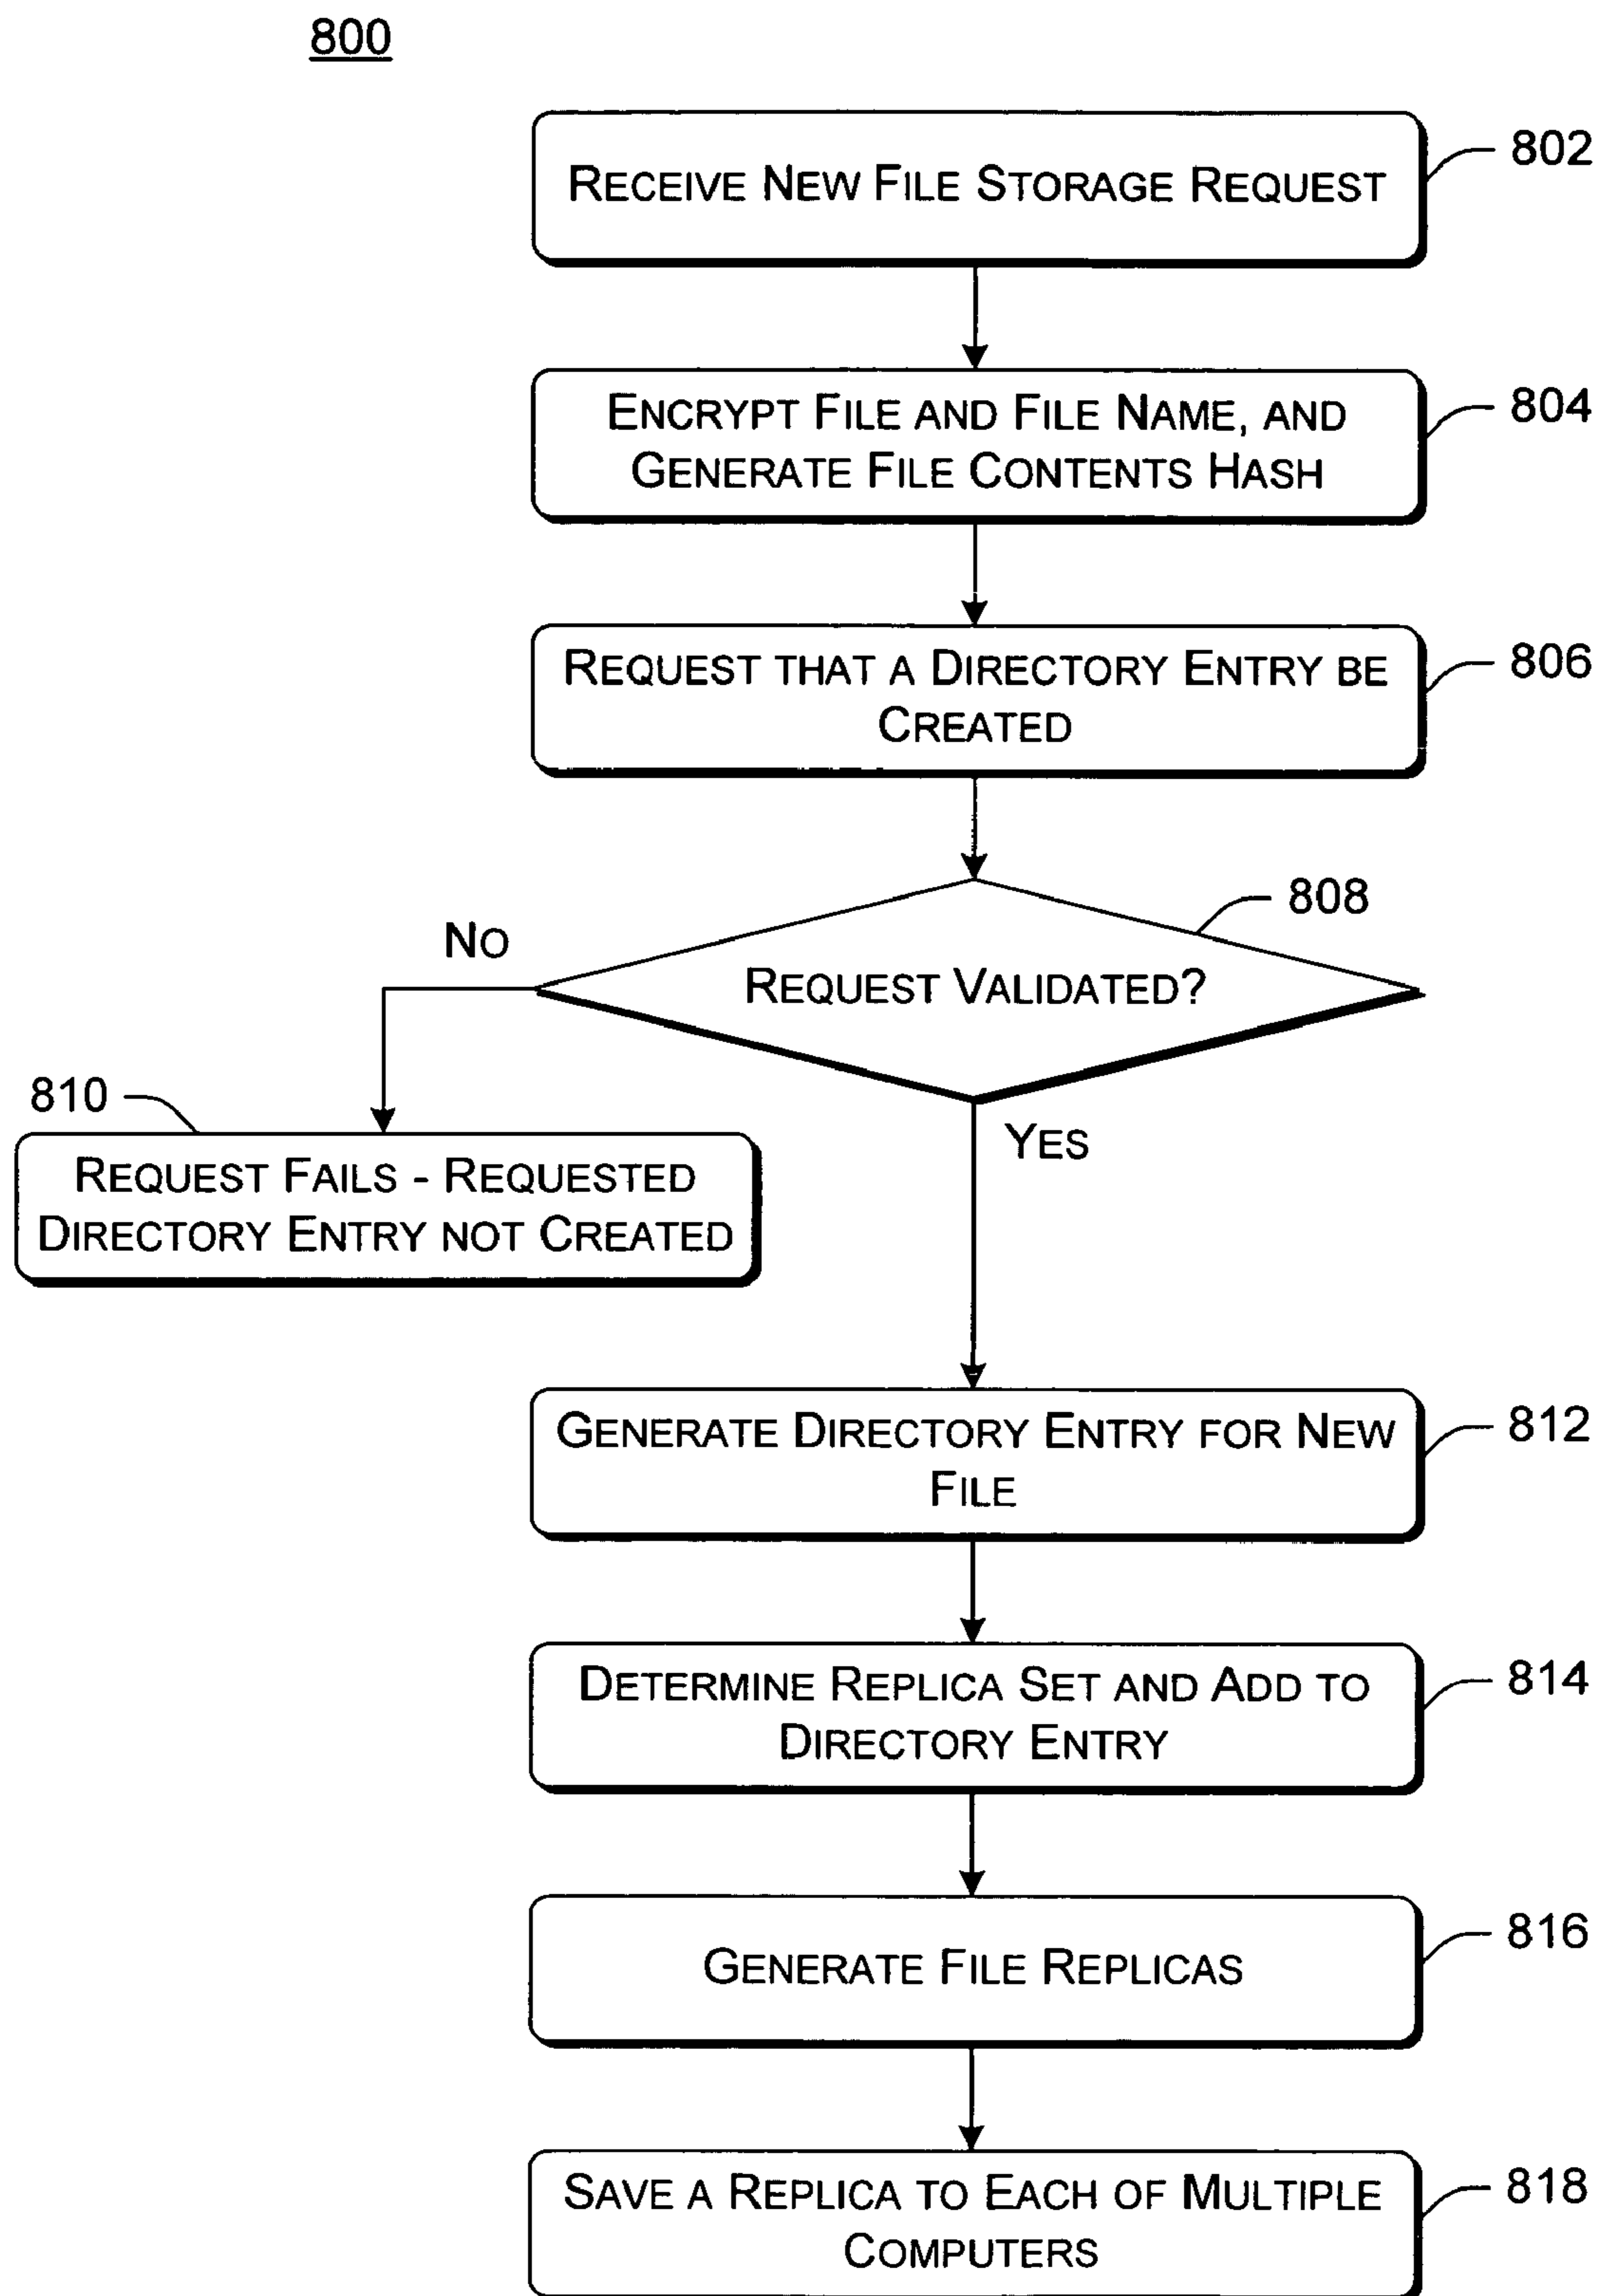 800
RECEIVE NEW FILE STORAGE REQUEST
802
ENCRYPT FILE AND FILE NAME, AND
GENERATE FILE CONTENTS HASH
804
REQUEST THAT A DIRECTORY ENTRY BE
CREATED
806
808
NO
REQUEST VALIDATED?
810
YES
REQUEST FAILS - REQUESTED
DIRECTORY ENTRY NOT CREATED
GENERATE DIRECTORY ENTRY FOR NEW
FILE
812
DETERMINE REPLICA SET AND ADD TO
DIRECTORY ENTRY
814
GENERATE FILE REPLICAS
816
SAVE A REPLICA TO EACH OF MULTIPLE
COMPUTERS
818